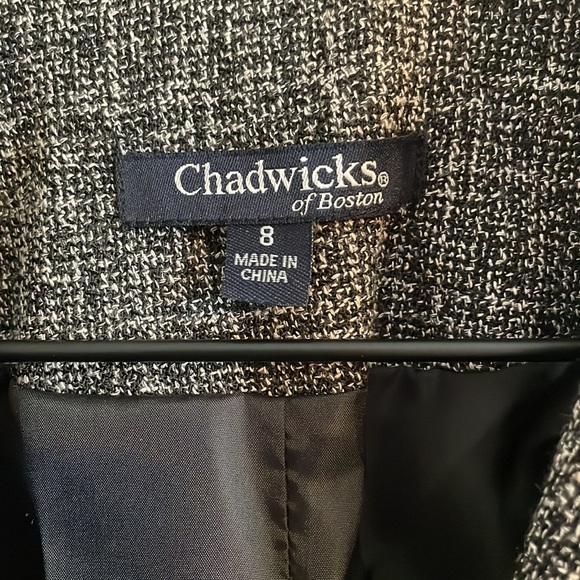 Chadwicks®
of Boston
8
MADE IN
CHINA